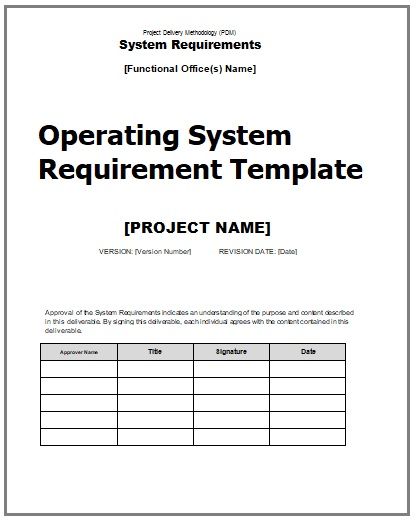 Project Delivery Methodology (PDM)
System Requirements
[Functional Office(s) Name]
Operating System
Requirement Template
[PROJECT NAME]
VERSION: [Version Number] REVISION DATE: [Date]
Approval of the System Requirements indicates an understanding of the purpose and content described
in this deliverable. By signing this deliverable, each individual agrees with the content contained in this
deliverable.
Approver Name Title Signature Date